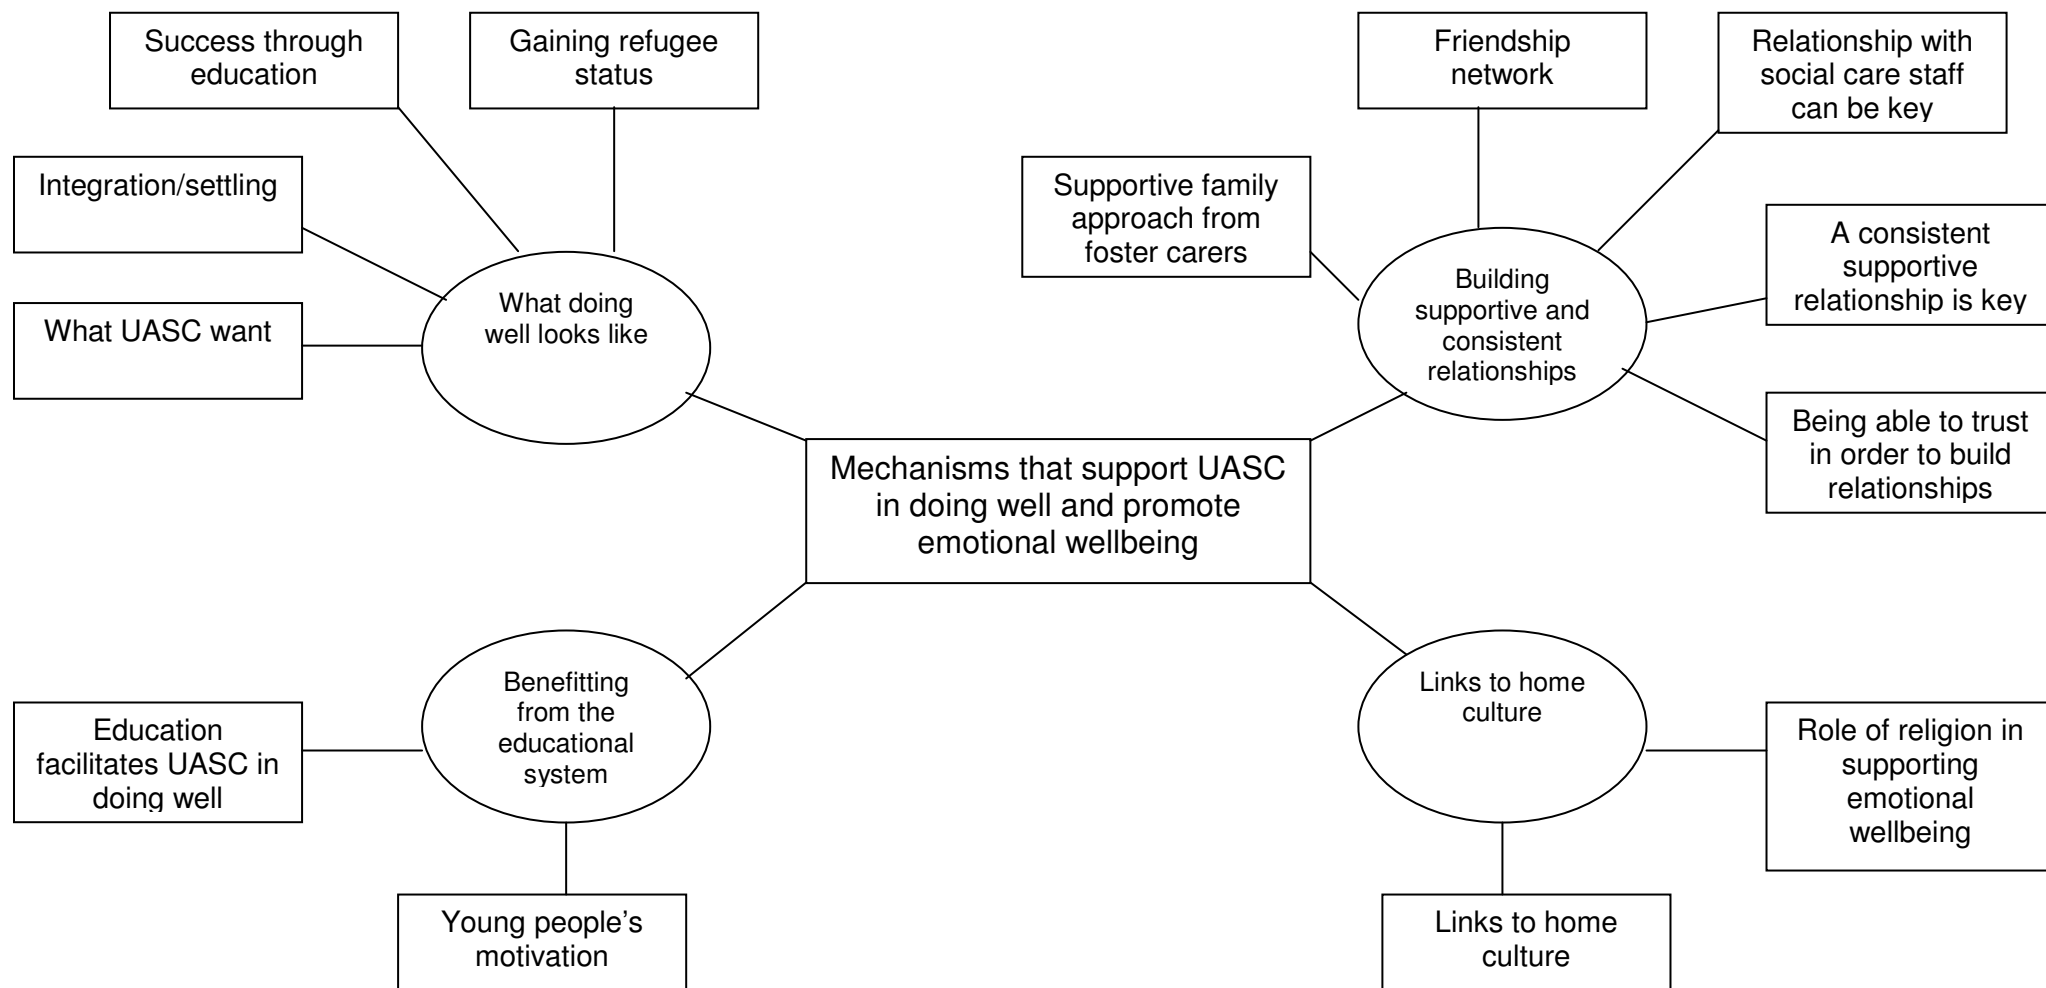 Success through
education
Gaining refugee
status
Friendship
network
Relationship with
social care staff
can be key
Integration/settling
Supportive family
approach from
foster carers
A consistent
supportive
relationship is key
What UASC want
What doing
well looks like
Building
supportive and
consistent
relationships
Being able to trust
in order to build
relationships
Mechanisms that support UASC
in doing well and promote
emotional wellbeing
Education
facilitates UASC in
doing well
Benefitting
from the
educational
system
Links to home
culture
Role of religion in
supporting
emotional
wellbeing
Young people's
motivation
Links to home
culture